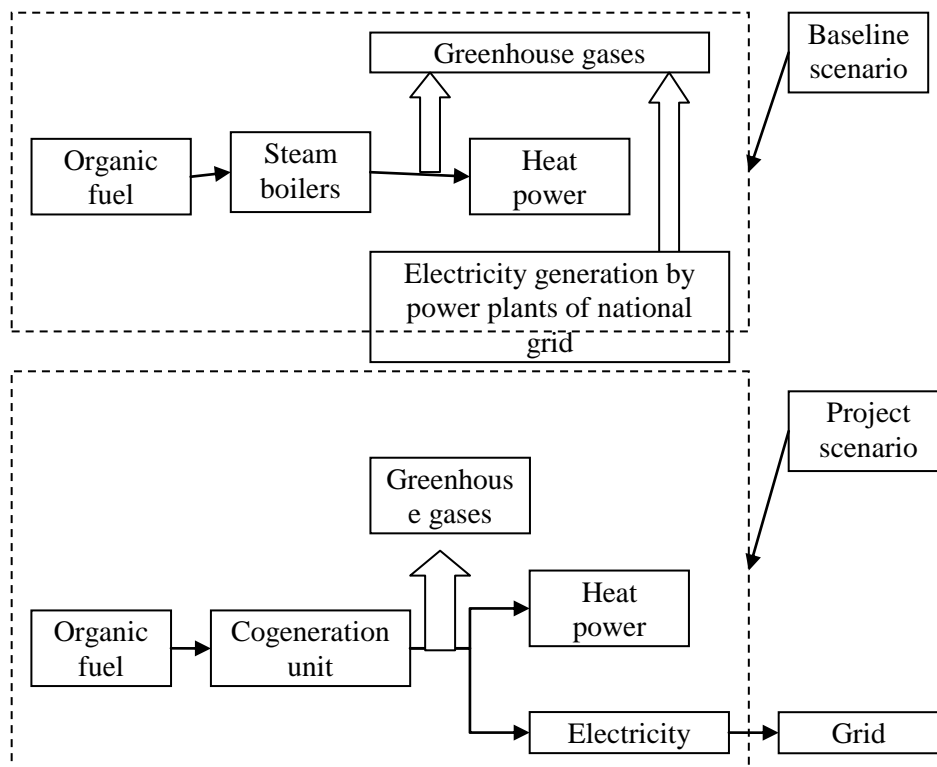 Greenhouse gases
Baseline
scenario
Organic
fuel
Steam
boilers
Heat
power
Electricity generation by
power plants of national
grid
Project
scenario
Greenhous
e gases
Heat
power
Organic
fuel
Cogeneration
unit
Electricity
Grid